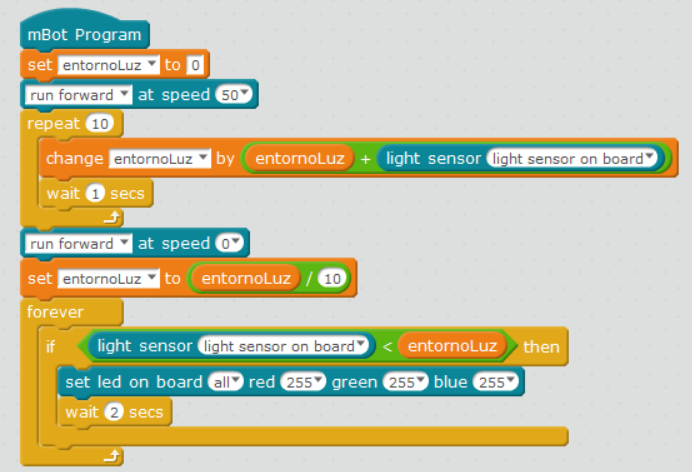 mBot Program
set entornoLuz to 0
run forward at speed 50
repeat 10
change entornoLuz by entornoLuz + light sensor light sensor on board
wait 1 secs
run forward at speed 0
set entornoLuz to entornoLuz / 10
forever
if light sensor light sensor on board < entornoLuz then
set led on board all red 255 green 255 blue 255
wait 2 secs